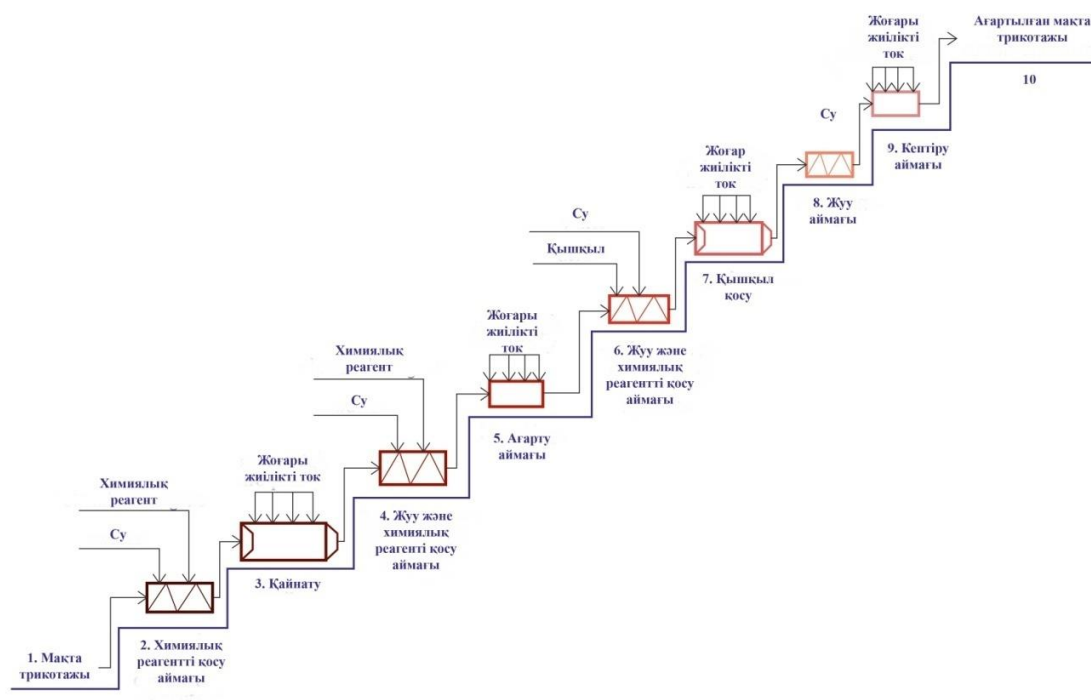 Жоғары
жиілікті
ток
Ағартылған мақта
трикотажы
10
Су
9. Кептіру
аймағы
Жоғар
жиілікті
ток
8. Жуу
аймағы
Су
Қышқыл
7. Қышқыл
қосу
Жоғары
жиілікті
ток
6. Жуу және
химиялық
реагентті қосу
аймағы
Химиялық
реагент
Су
5. Ағарту
аймағы
Жоғары
жиілікті ток
4. Жуу және
химиялық
реагенті қосу
аймағы
Химиялық
реагент
Су
3. Қайнату
2. Химиялық
реагентті қосу
аймағы
1. Мақта
трикотажы